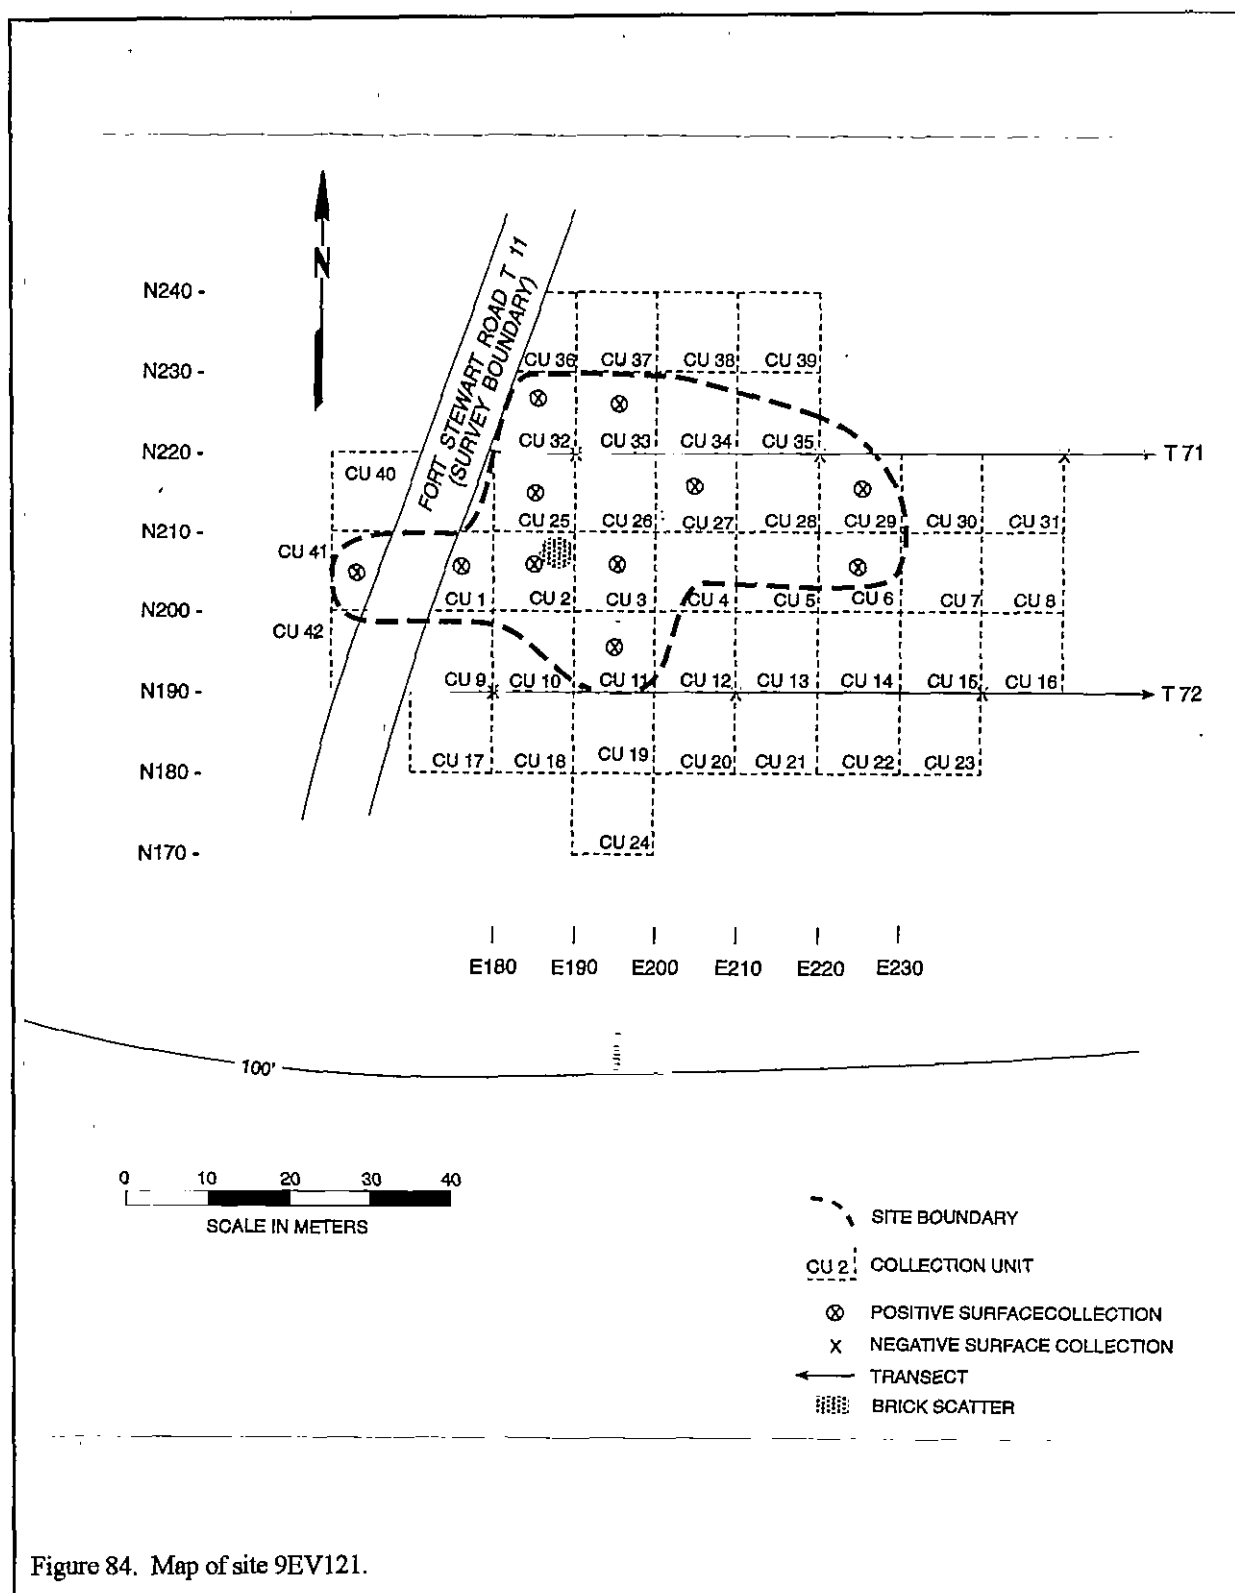 N
FORT STEWART ROAD T 11
(SURVEY BOUNDARY)
N240 -
CU 36 CU 37 CU 38 CU 39
N230 -
CU 32 CU 33 CU 34 CU 35
N220 -
T 71
CU 40
CU 25 CU 26 CU 27 CU 28 CU 29 CU 30 CU 31
N210 -
CU 41
CU 1 CU 2 CU 3 CU 4 CU 5 CU 6 CU 7 CU 8
N200 -
CU 42
CU 9 CU 10 CU 11 CU 12 CU 13 CU 14 CU 15 CU 16
N190 -
T 72
CU 17 CU 18 CU 19 CU 20 CU 21 CU 22 CU 23
N180 -
CU 24
N170 -
E180 E190 E200 E210 E220 E230
100'
0 10 20 30 40
SCALE IN METERS
SITE BOUNDARY
CU 2 COLLECTION UNIT
POSITIVE SURFACECOLLECTION
X NEGATIVE SURFACE COLLECTION
TRANSECT
BRICK SCATTER
Figure 84. Map of site 9EV121.